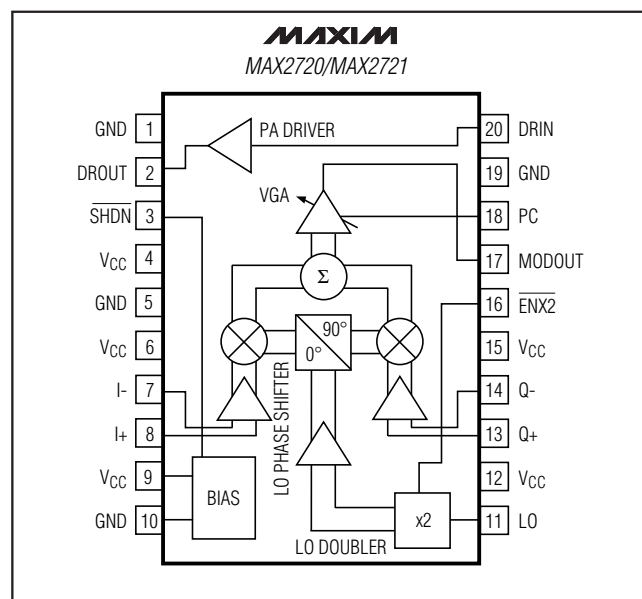 MAXIM
MAX2720/MAX2721
GND 1
DROUT 2
SHDN 3
VCC 4
GND 5
VCC 6
I- 7
I+ 8
VCC 9
GND 10
PA DRIVER
VGA
Σ
90°
0°
LO PHASE SHIFTER
BIAS
LO DOUBLER
x2
20 DRIN
19 GND
18 PC
17 MODOUT
16 ENX2
15 VCC
14 Q-
13 Q+
12 VCC
11 LO